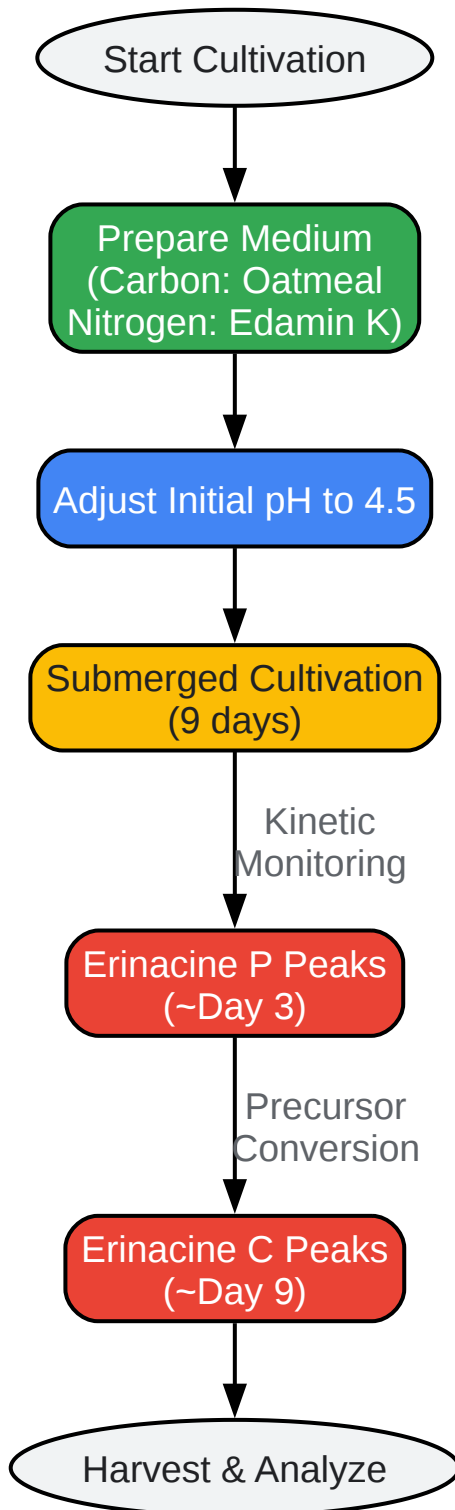 Start Cultivation
Prepare Medium
(Carbon: Oatmeal
Nitrogen: Edamin K)
Adjust Initial pH to 4.5
Submerged Cultivation
(9 days)
Kinetic
Monitoring
Erinacine P Peaks
(~Day 3)
Precursor
Conversion
Erinacine C Peaks
(~Day 9)
Harvest & Analyze